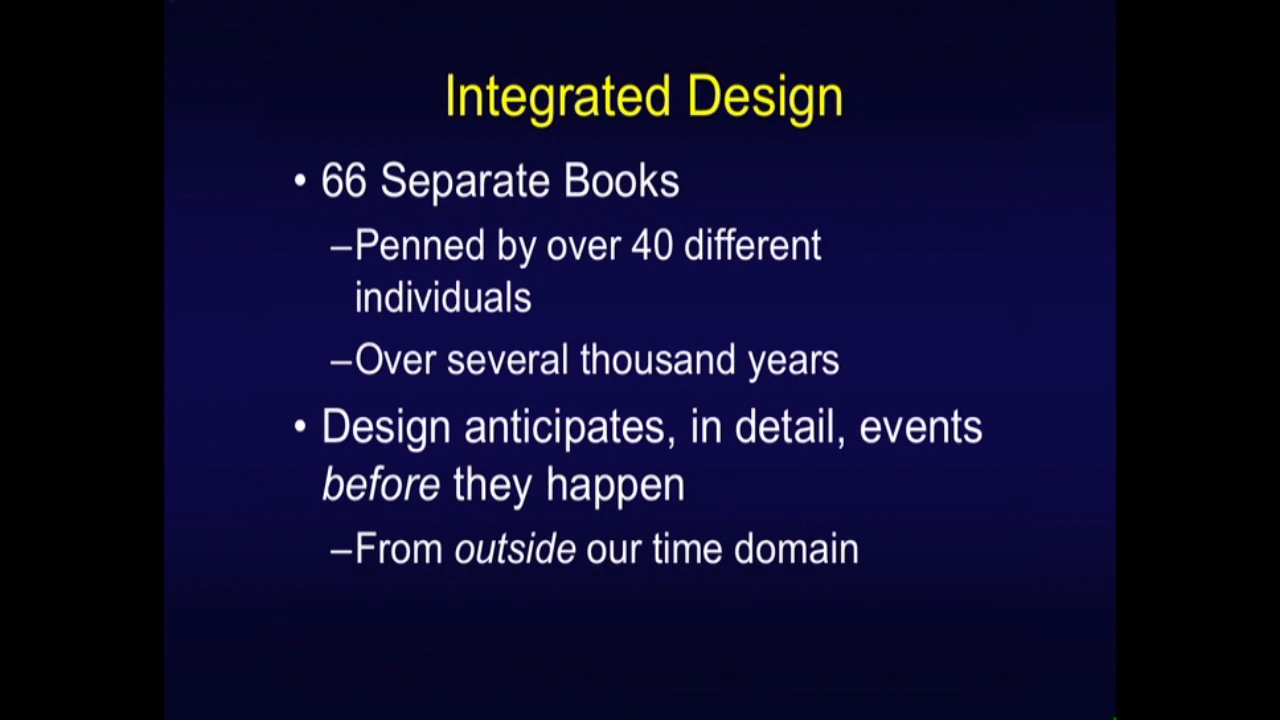 Integrated Design
• 66 Separate Books
–Penned by over 40 different
individuals
–Over several thousand years
• Design anticipates, in detail, events
before they happen
–From outside our time domain